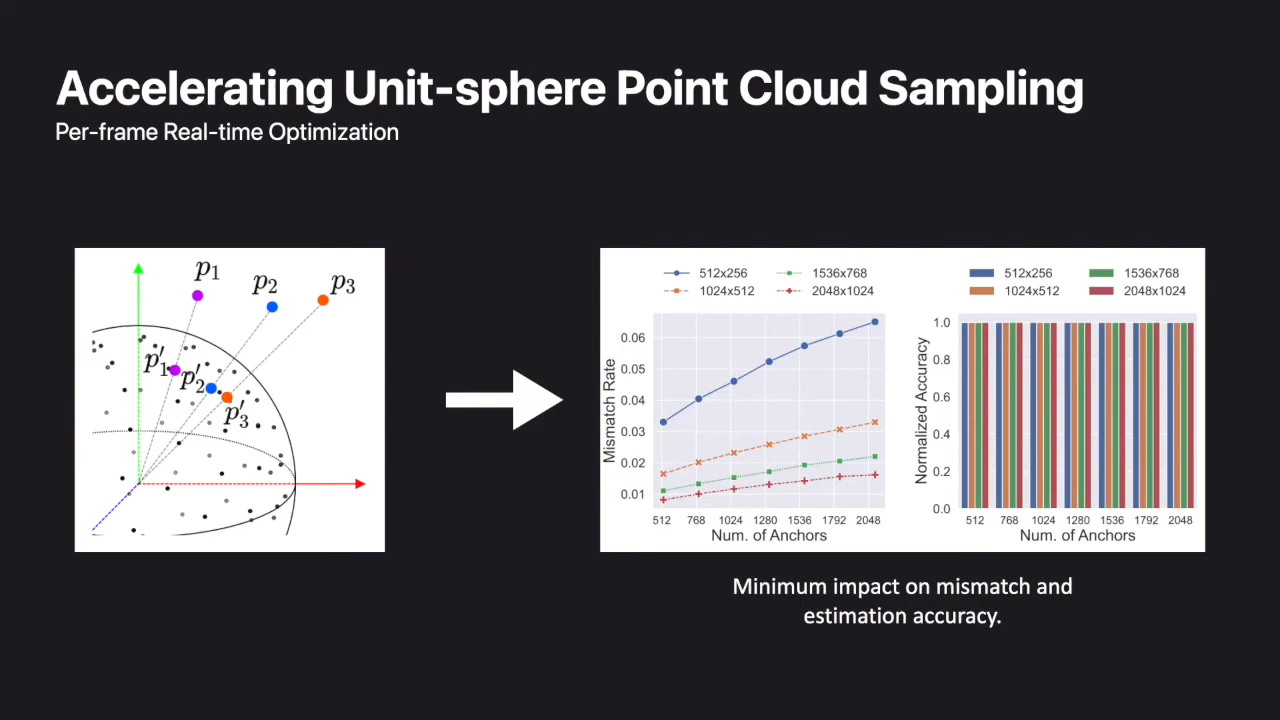 Accelerating Unit-sphere Point Cloud Sampling
Per-frame Real-time Optimization
p1 p2 p3
p′1 p′2 p′3
512x256 1536x768
1024x512 2048x1024
Mismatch Rate
0.06
0.05
0.04
0.03
0.02
0.01
512 768 1024 1280 1536 1792 2048
Num. of Anchors
512x256 1536x768
1024x512 2048x1024
Normalized Accuracy
1.0
0.8
0.6
0.4
0.2
0.0
512 768 1024 1280 1536 1792 2048
Num. of Anchors
Minimum impact on mismatch and
estimation accuracy.